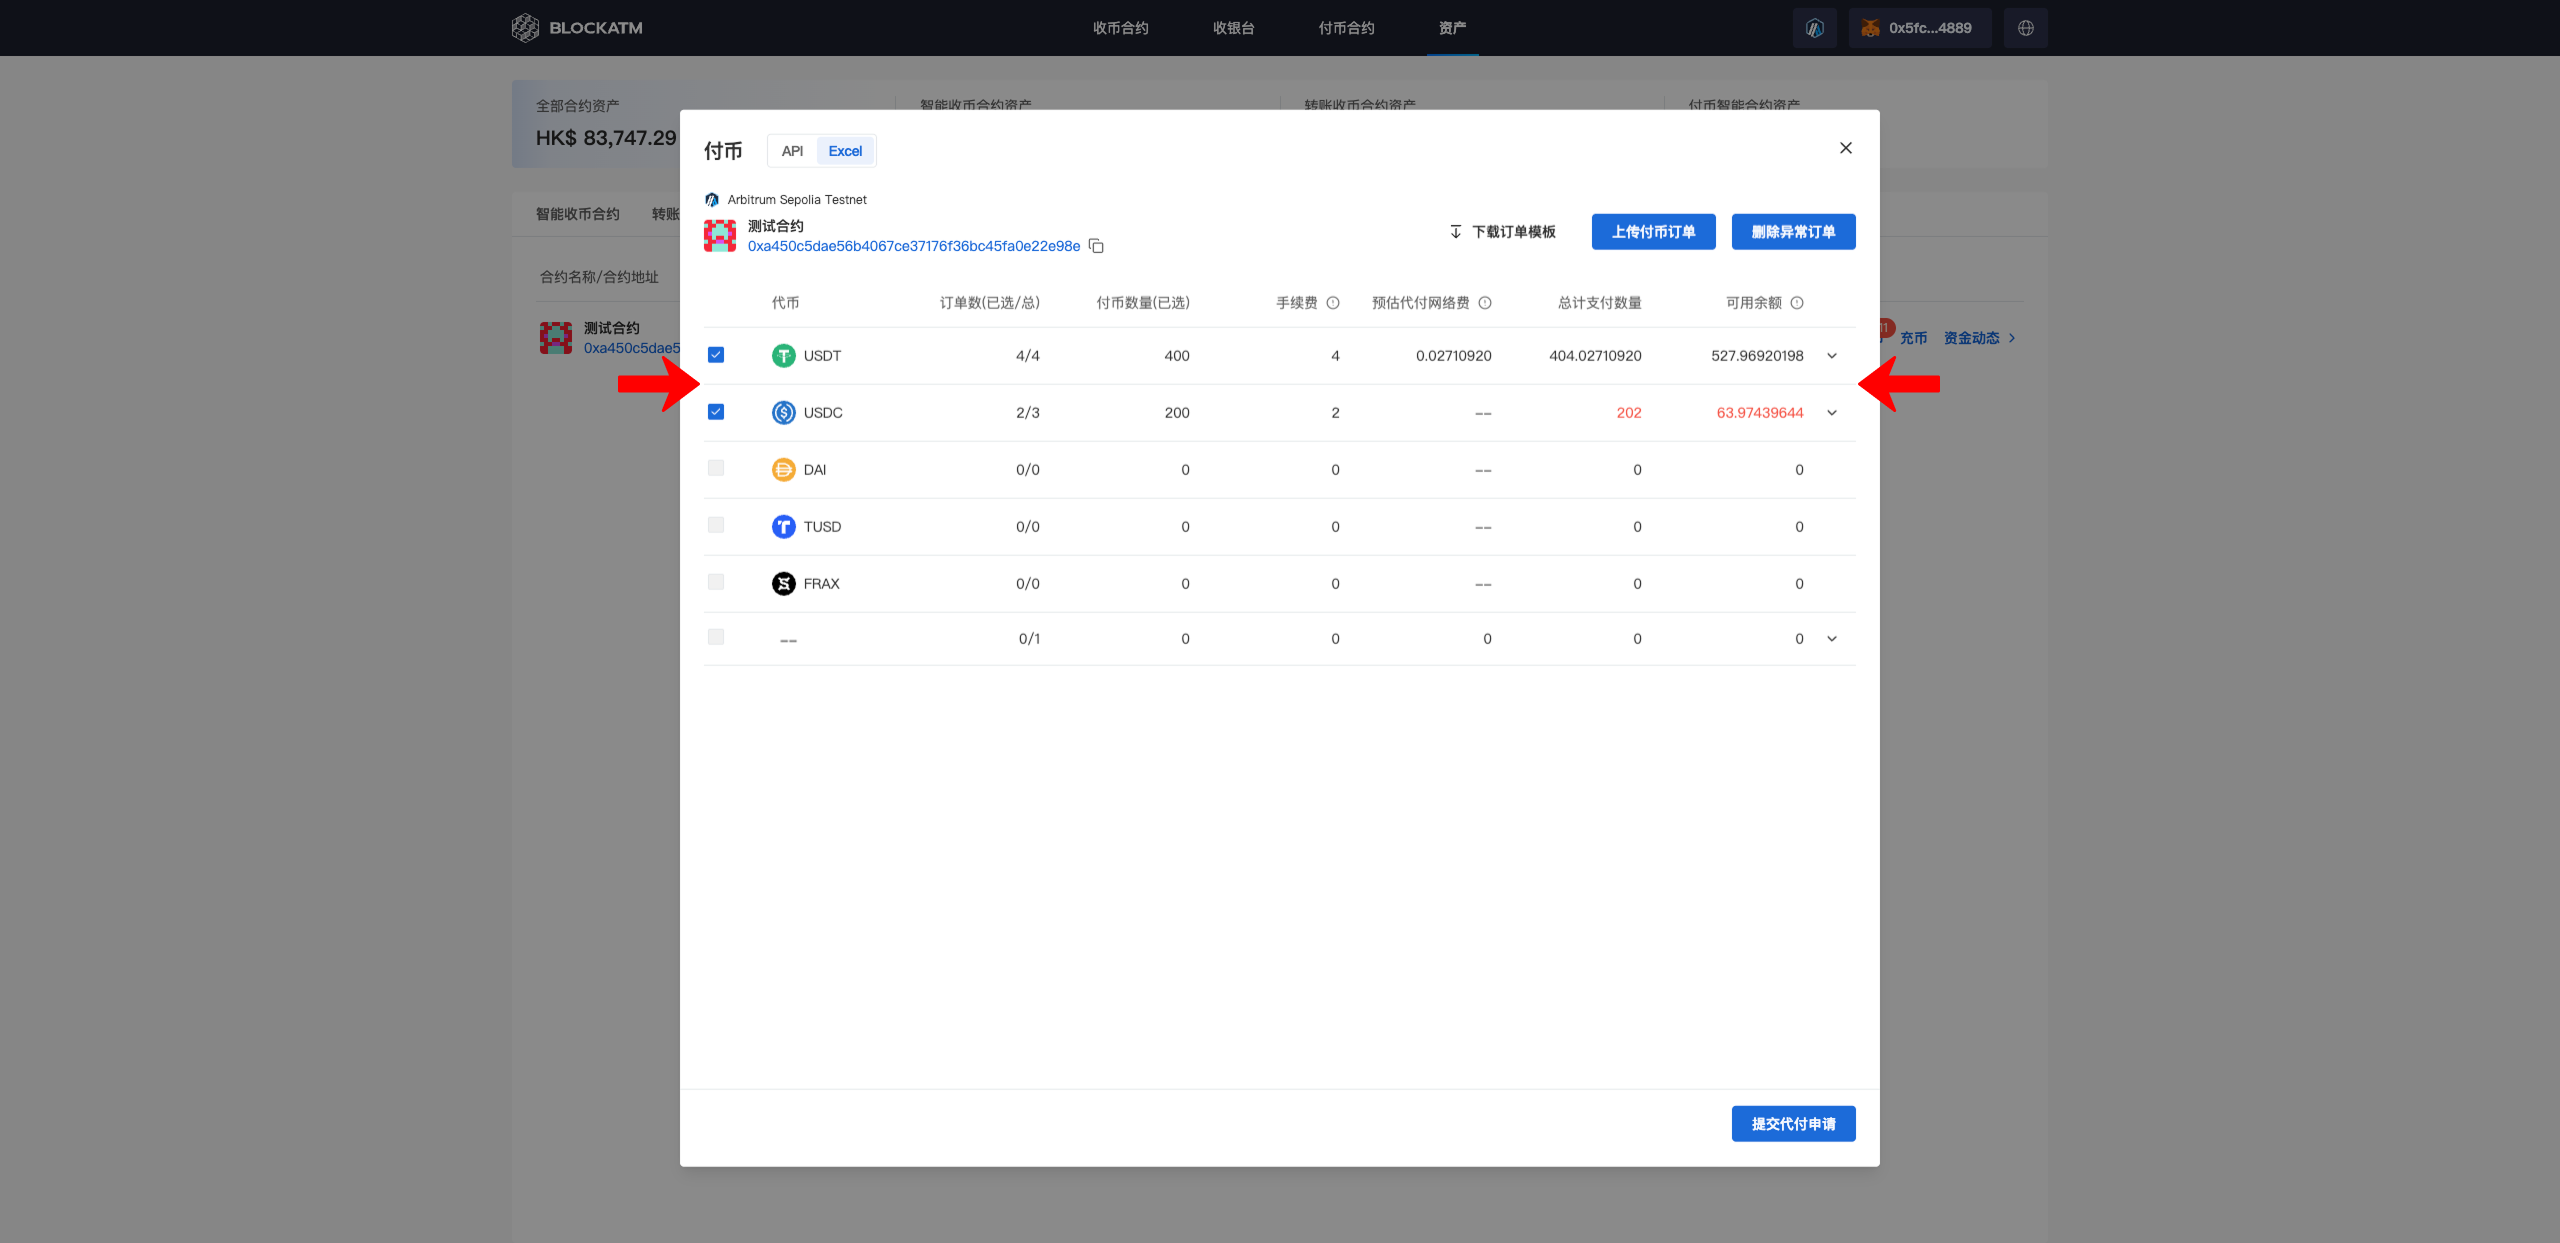 BLOCKATM
收币合约 收银台 付币合约 资产
0x5fc...4889
全部合约资产 智能收币合约资产 转账收币合约资产 付币智能合约资产
HK$ 83,747.29
付币 API Excel
Arbitrum Sepolia Testnet
智能收币合约 转账
测试合约
0xa450c5dae56b4067ce37176f36bc45fa0e22e98e
下载订单模板 上传付币订单 删除异常订单
合约名称/合约地址
代币 订单数(已选/总) 付币数量(已选) 手续费 预估代付网络费 总计支付数量 可用余额
测试合约
0xa450c5dae5
11
充币 资金动态
USDT 4/4 400 4 0.02710920 404.02710920 527.96920198
USDC 2/3 200 2 -- 202 63.97439644
DAI 0/0 0 0 -- 0 0
TUSD 0/0 0 0 -- 0 0
FRAX 0/0 0 0 -- 0 0
-- 0/1 0 0 0 0 0
提交代付申请